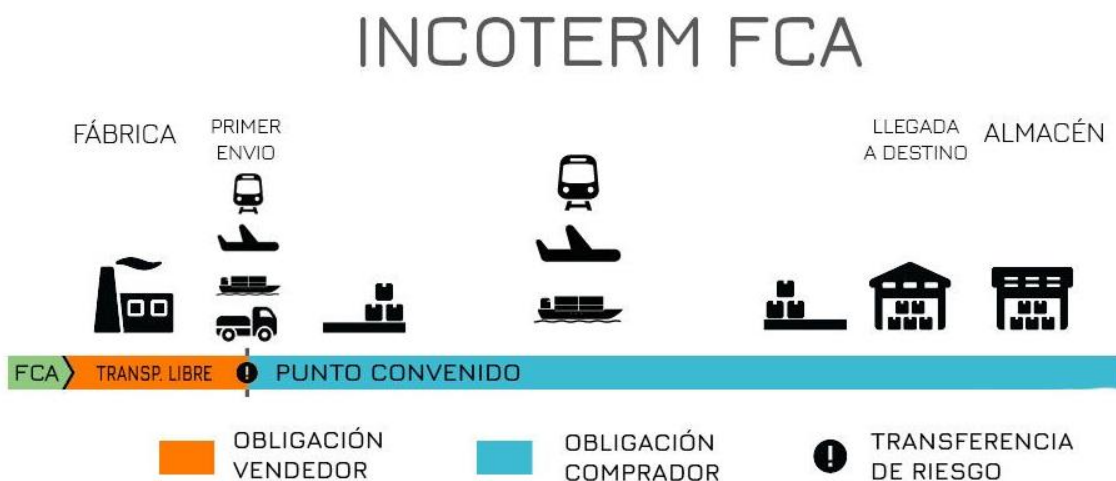 INCOTERM FCA
FÁBRICA
PRIMER
ENVIO
LLEGADA
A DESTINO
ALMACÉN
FCA
TRANSP. LIBRE
!
PUNTO CONVENIDO
OBLIGACIÓN
VENDEDOR
OBLIGACIÓN
COMPRADOR
!
TRANSFERENCIA
DE RIESGO